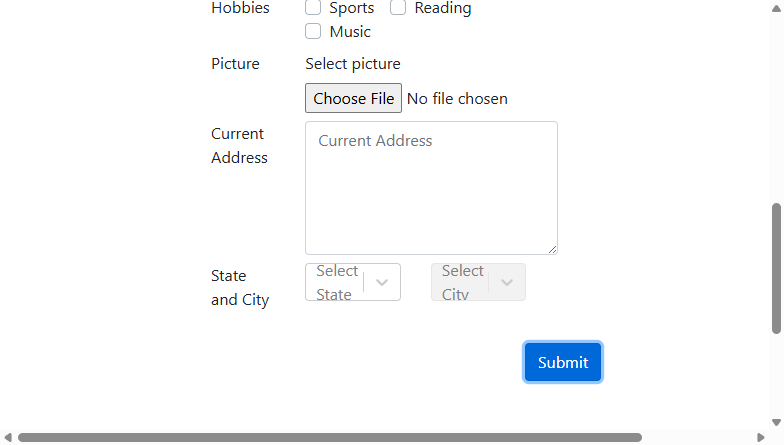 Hobbies Sports Reading
Music
Picture Select picture
Choose File No file chosen
Current Address Current Address
State and City Select State Select City
Submit